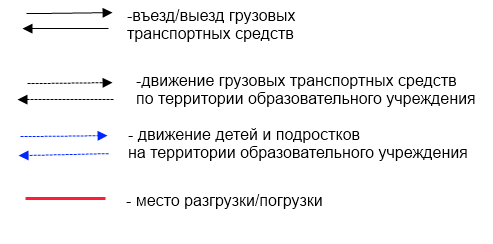 -въезд/выезд грузовых
транспортных средств
-движение грузовых транспортных средств
по территории образовательного учреждения
- движение детей и подростков
на территории образовательного учреждения
- место разгрузки/погрузки